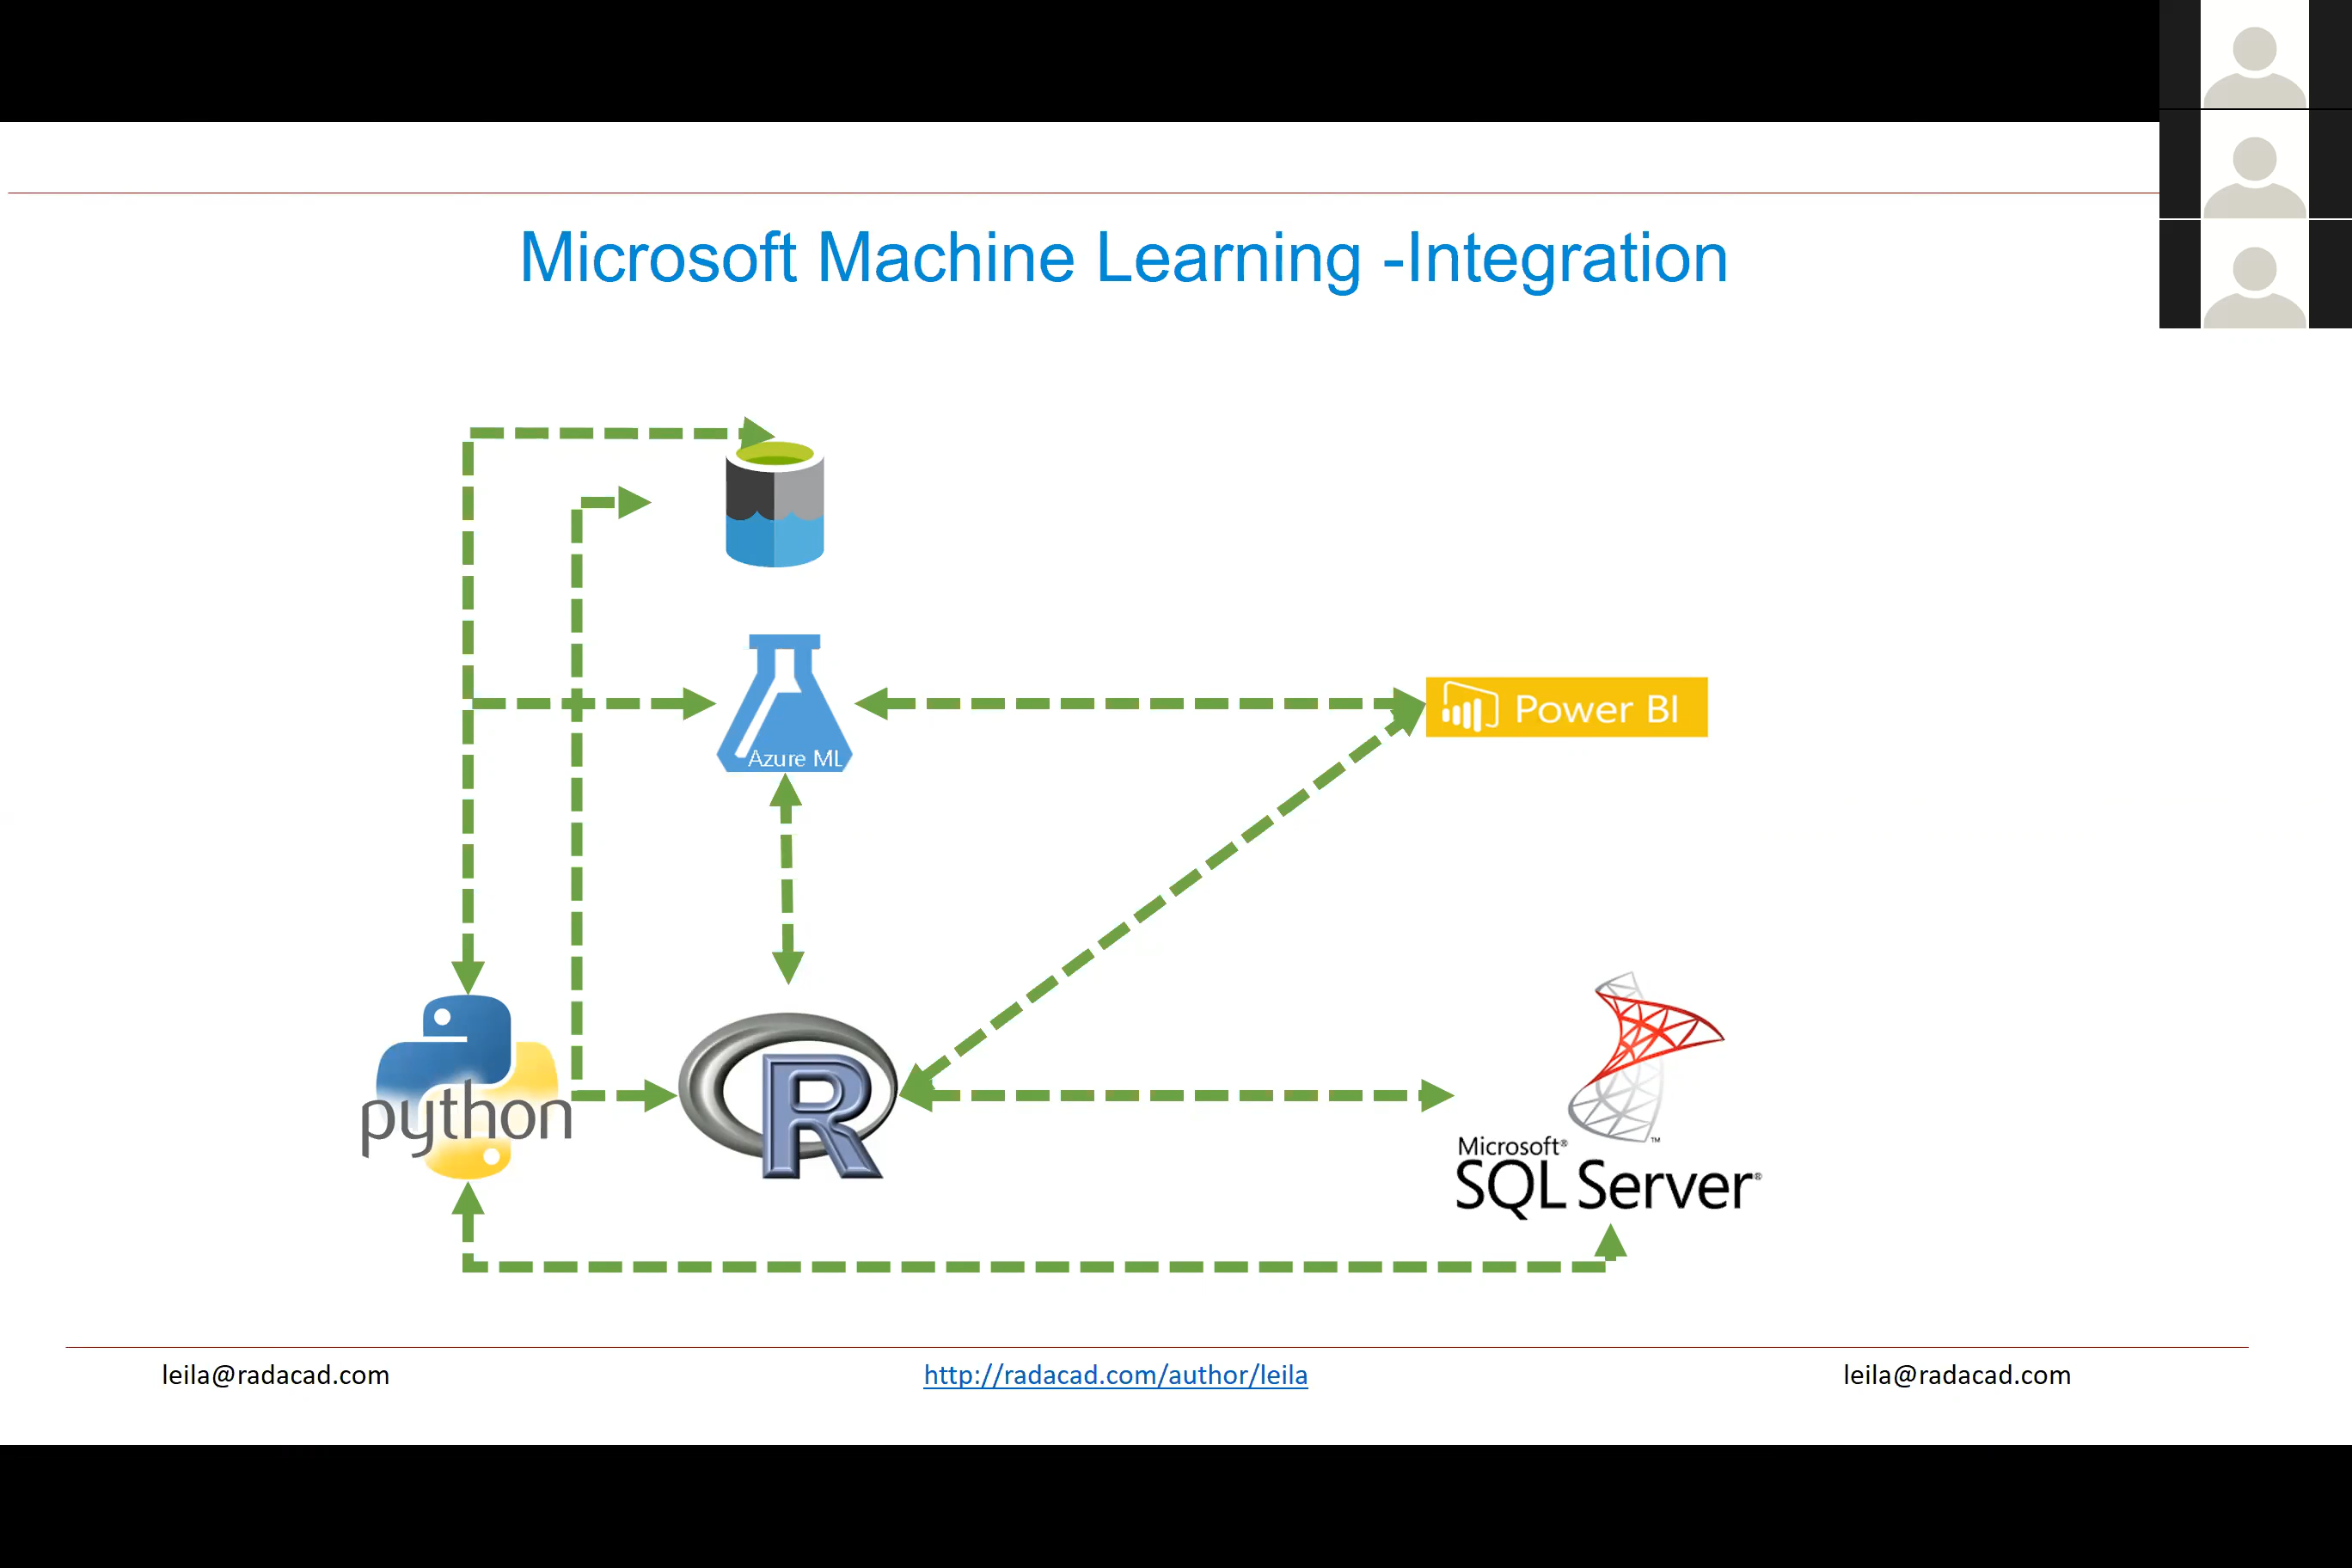 Microsoft Machine Learning -Integration
Azure ML
Power BI
python
R
Microsoft®
SQL Server®
™
leila@radacad.com
http://radacad.com/author/leila
leila@radacad.com